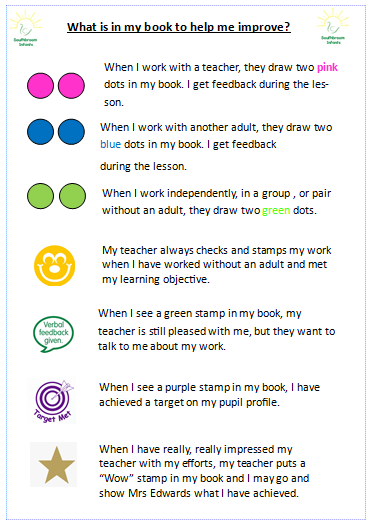 What is in my book to help me improve?
Southbroom
Infants
Southbroom
Infants
When I work with a teacher, they draw two pink
dots in my book. I get feedback during the les-
son.
When I work with another adult, they draw two
blue dots in my book. I get feedback
during the lesson.
When I work independently, in a group , or pair
without an adult, they draw two green dots.
My teacher always checks and stamps my work
when I have worked without an adult and met
my learning objective.
Verbal
feedback
given.
When I see a green stamp in my book, my
teacher is still pleased with me, but they want to
talk to me about my work.
Target Met
When I see a purple stamp in my book, I have
achieved a target on my pupil profile.
When I have really, really impressed my
teacher with my efforts, my teacher puts a
“Wow” stamp in my book and I may go and
show Mrs Edwards what I have achieved.